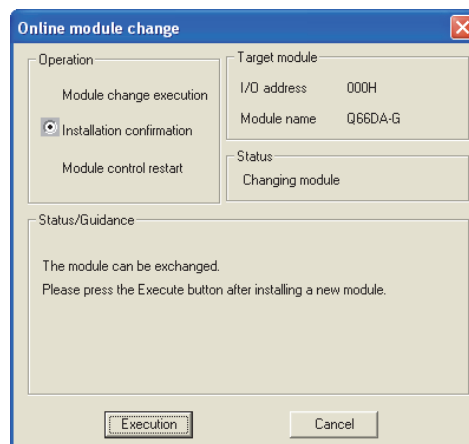 Online module change
Operation
Module change execution
Installation confirmation
Module control restart
Target module
I/O address 000H
Module name Q66DA-G
Status
Changing module
Status/Guidance
The module can be exchanged.
Please press the Execute button after installing a new module.
Execution Cancel